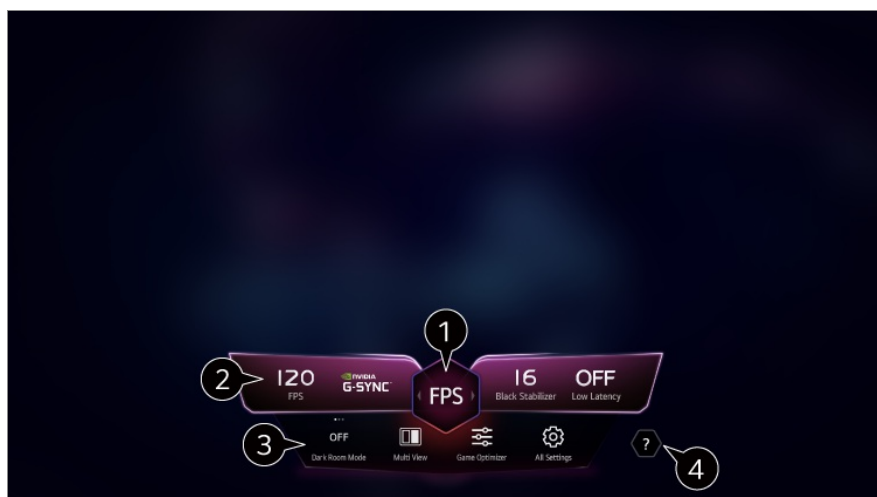 1
2
120
FPS
NVIDIA
G-SYNC
FPS
16
Black Stabilizer
OFF
Low Latency
3
OFF
Dark Room Mode
Multi View
Game Optimizer
All Settings
?
4